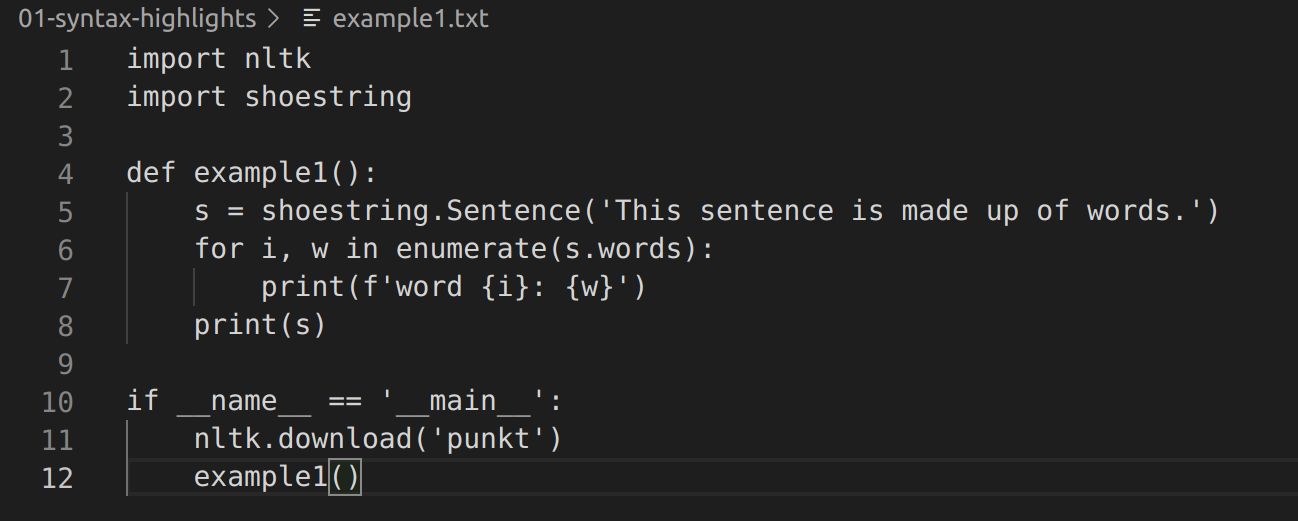 01-syntax-highlights > example1.txt
1 import nltk
2 import shoestring
3
4 def example1():
5     s = shoestring.Sentence('This sentence is made up of words.')
6     for i, w in enumerate(s.words):
7         print(f'word {i}: {w}')
8     print(s)
9
10 if __name__ == '__main__':
11     nltk.download('punkt')
12     example1()